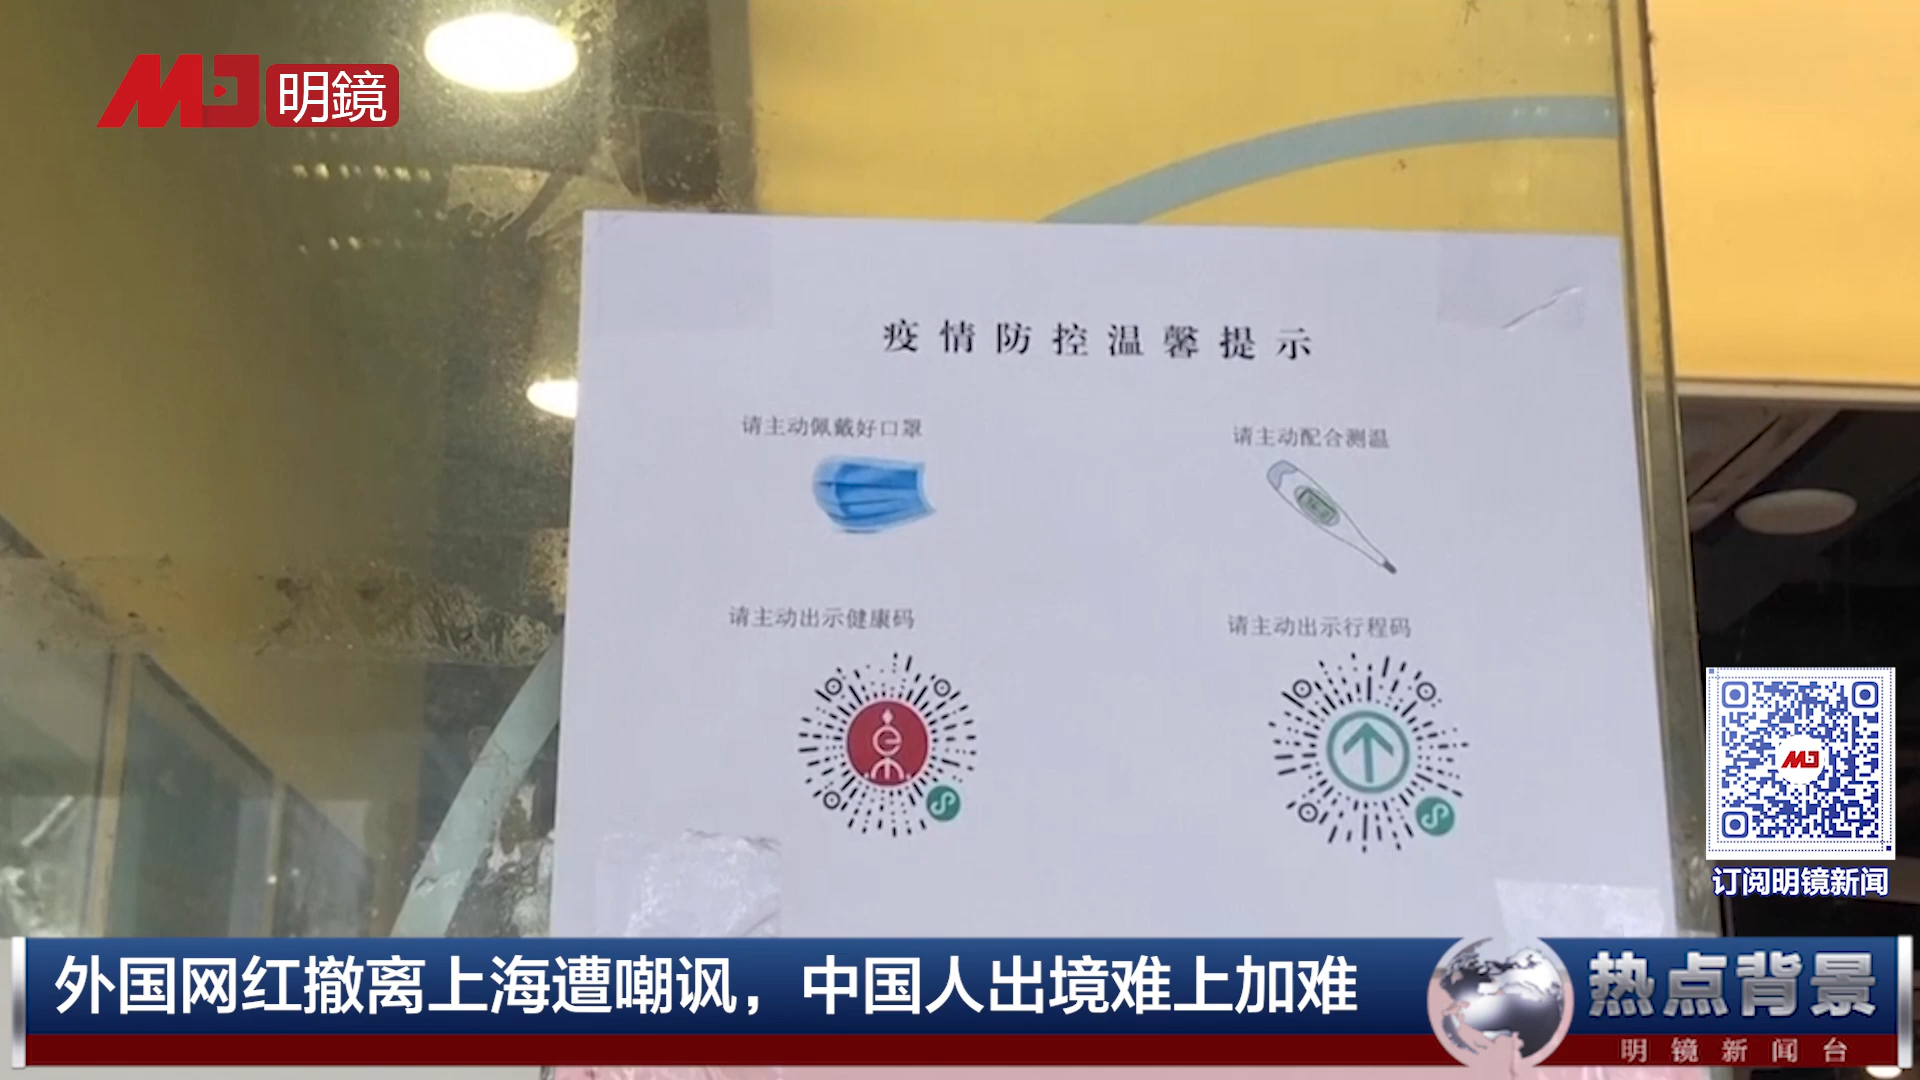 明鏡
疫情防控温馨提示
请主动佩戴好口罩
请主动配合测温
请主动出示健康码
请主动出示行程码
订阅明镜新闻
外国网红撤离上海遭嘲讽，中国人出境难上加难
热点背景
明镜新闻台